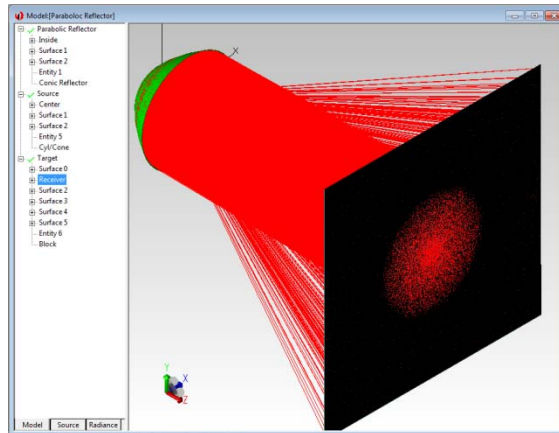 Model:[Paraboloc Reflector]
Parabolic Reflector
Inside
Surface 1
Surface 2
Entity 1
Conic Reflector
Source
Center
Surface 1
Surface 2
Entity 5
Cyl/Cone
Target
Surface 0
Receiver
Surface 2
Surface 3
Surface 4
Surface 5
Entity 6
Block
X
Y
X
Z
Model Source Radiance